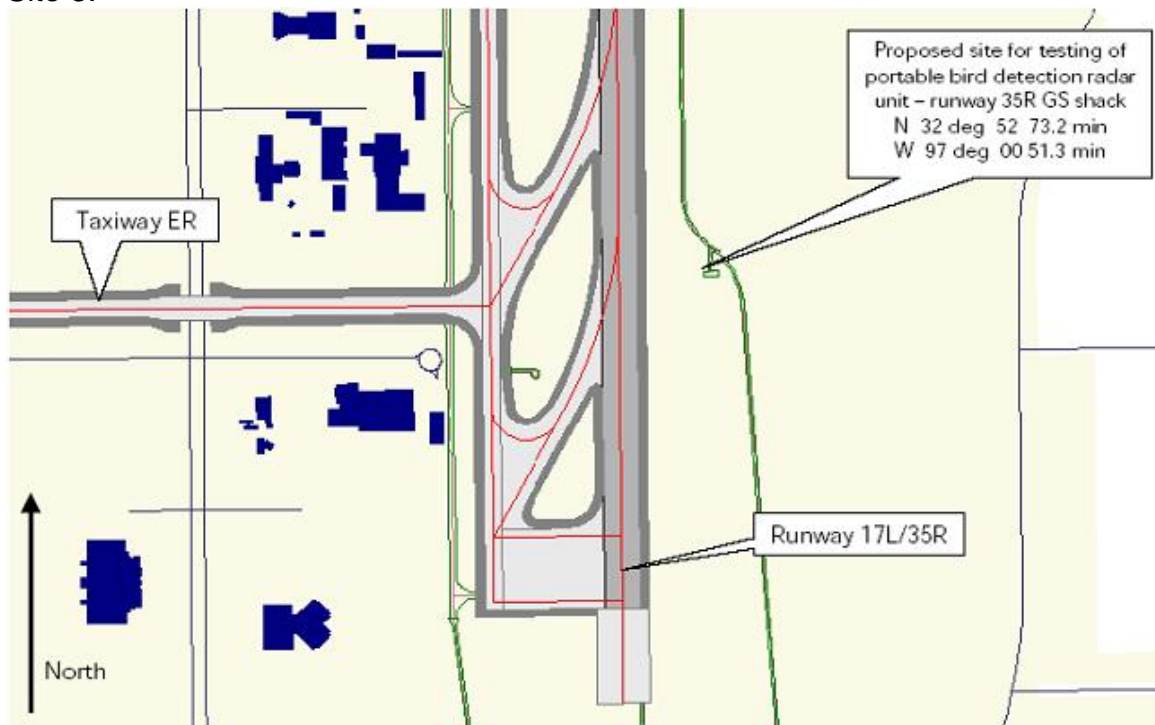 Proposed site for testing of
portable bird detection radar
unit – runway 35R GS shack
N 32 deg 52 73.2 min
W 97 deg 00 51.3 min
Taxiway ER
Runway 17L/35R
North